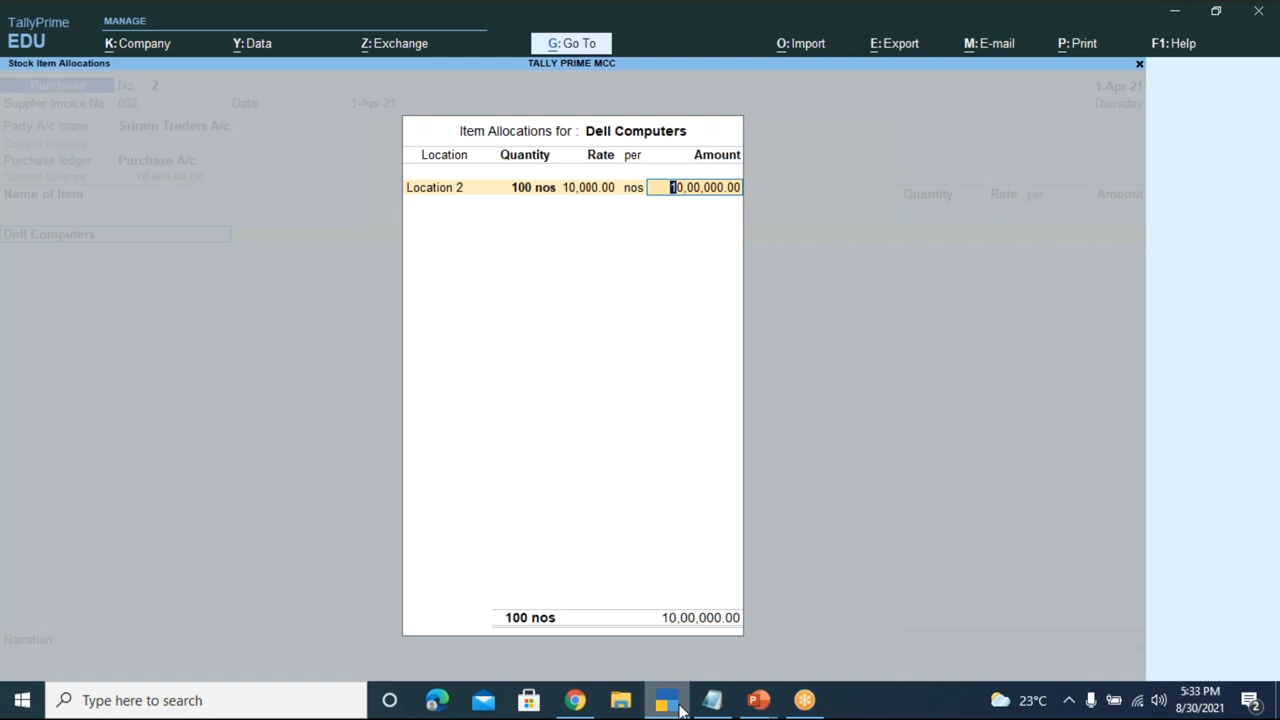 TallyPrime
EDU
MANAGE
K: Company
Y: Data
Z: Exchange
G: Go To
O: Import
E: Export
M: E-mail
P: Print
F1: Help
Stock Item Allocations
TALLY PRIME MCC
Purchase No. 2
1-Apr-21
Supplier Invoice No. 002 Date 1-Apr-21
Thursday
Party A/c name Sriram Traders A/c
Current balance
Purchase ledger Purchase A/c
Current balance 10,000.00 Dr
Name of Item Quantity Rate per Amount
Dell Computers
Item Allocations for : Dell Computers
Location Quantity Rate per Amount
Location 2 100 nos 10,000.00 nos 10,00,000.00
100 nos 10,00,000.00
Narration
Type here to search
23°C
5:33 PM
8/30/2021
2